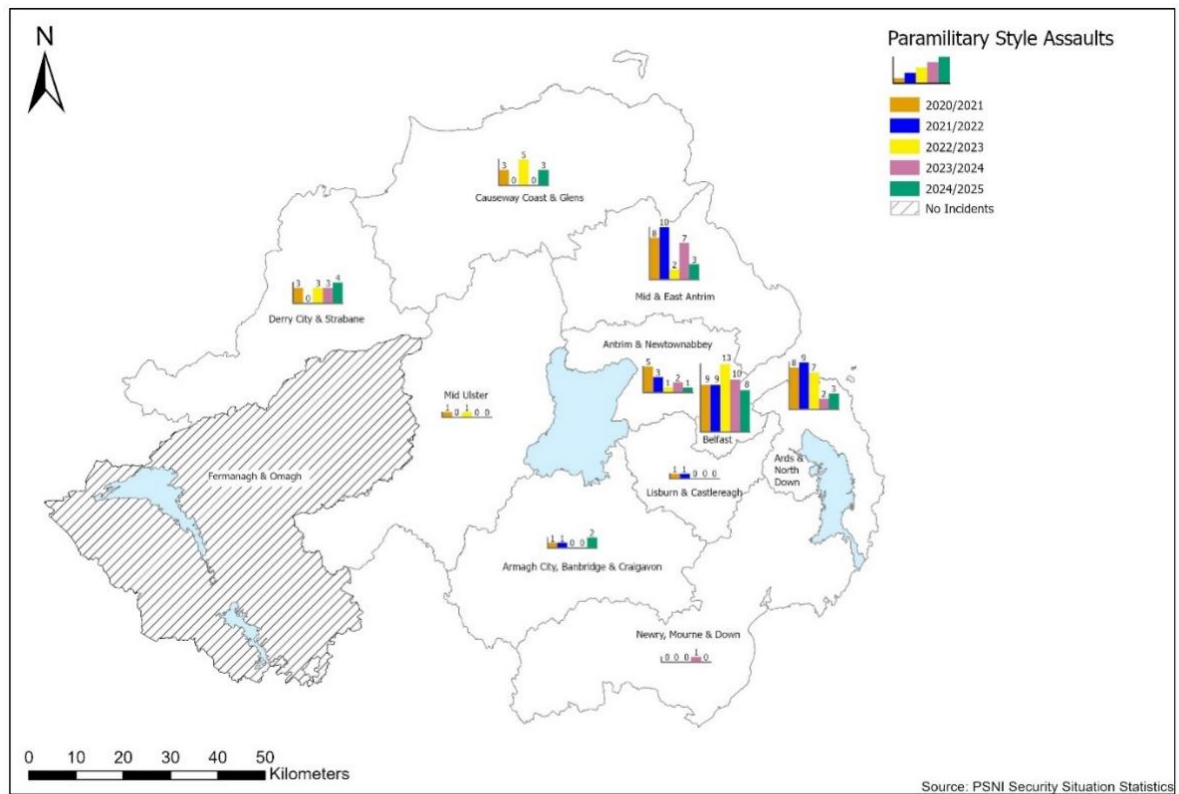 N
Paramilitary Style Assaults
2020/2021
2021/2022
2022/2023
2023/2024
2024/2025
No Incidents
3 0 5 0 3
Causeway Coast & Glens
8 10 2 7 3
Mid & East Antrim
3 0 3 3 4
Derry City & Strabane
Antrim & Newtownabbey
5 3 1 2 1
9 9 13 10 8
Belfast
8 9 7 2 3
Ards &
North
Down
Mid Ulster
1 0 1 0 0
Fermanagh & Omagh
1 1 0 0 0
Lisburn & Castlereagh
1 1 0 0 2
Armagh City, Banbridge & Craigavon
Newry, Mourne & Down
0 0 0 1 0
0 10 20 30 40 50
Kilometers
Source: PSNI Security Situation Statistics